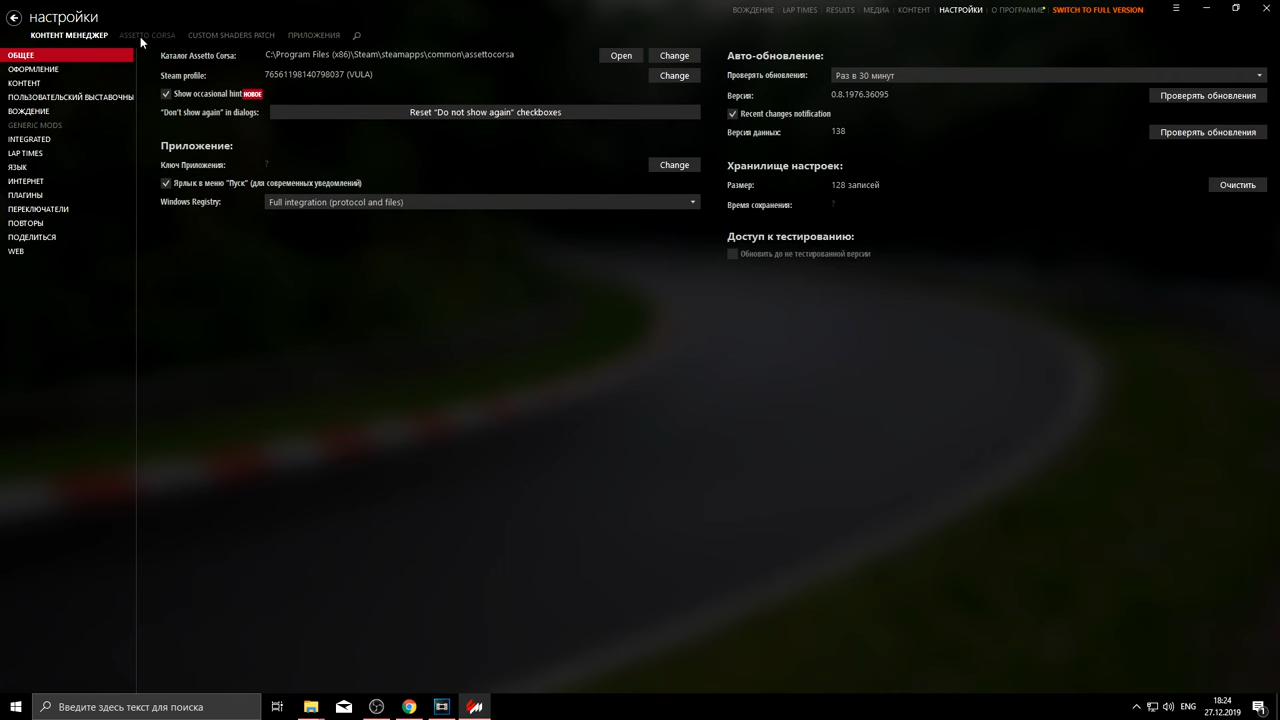 настройки
ВОЖДЕНИЕ LAP TIMES RESULTS МЕДИА КОНТЕНТ НАСТРОЙКИ О ПРОГРАММЕ SWITCH TO FULL VERSION
КОНТЕНТ МЕНЕДЖЕР ASSETTO CORSA CUSTOM SHADERS PATCH ПРИЛОЖЕНИЯ
ОБЩЕЕ
ОФОРМЛЕНИЕ
КОНТЕНТ
ПОЛЬЗОВАТЕЛЬСКИЙ ВЫСТАВОЧНЫ
ВОЖДЕНИЕ
GENERIC MODS
INTEGRATED
LAP TIMES
ЯЗЫК
ИНТЕРНЕТ
ПЛАГИНЫ
ПЕРЕКЛЮЧАТЕЛИ
ПОВТОРЫ
ПОДЕЛИТЬСЯ
WEB
Каталог Assetto Corsa: C:\Program Files (x86)\Steam\steamapps\common\assettocorsa Open Change
Steam profile: 76561198140798037 (VULA) Change
Show occasional hint НОВОЕ
"Don't show again" in dialogs: Reset "Do not show again" checkboxes
Приложение:
Ключ Приложения: ? Change
Ярлык в меню "Пуск" (для современных уведомлений)
Windows Registry: Full integration (protocol and files)
Авто-обновление:
Проверять обновления: Раз в 30 минут
Версия: 0.8.1976.36095 Проверять обновления
Recent changes notification
Версия данных: 138 Проверять обновления
Хранилище настроек:
Размер: 128 записей Очистить
Время сохранения: ?
Доступ к тестированию:
Обновить до не тестированной версии
Введите здесь текст для поиска
ENG
18:24
27.12.2019
1